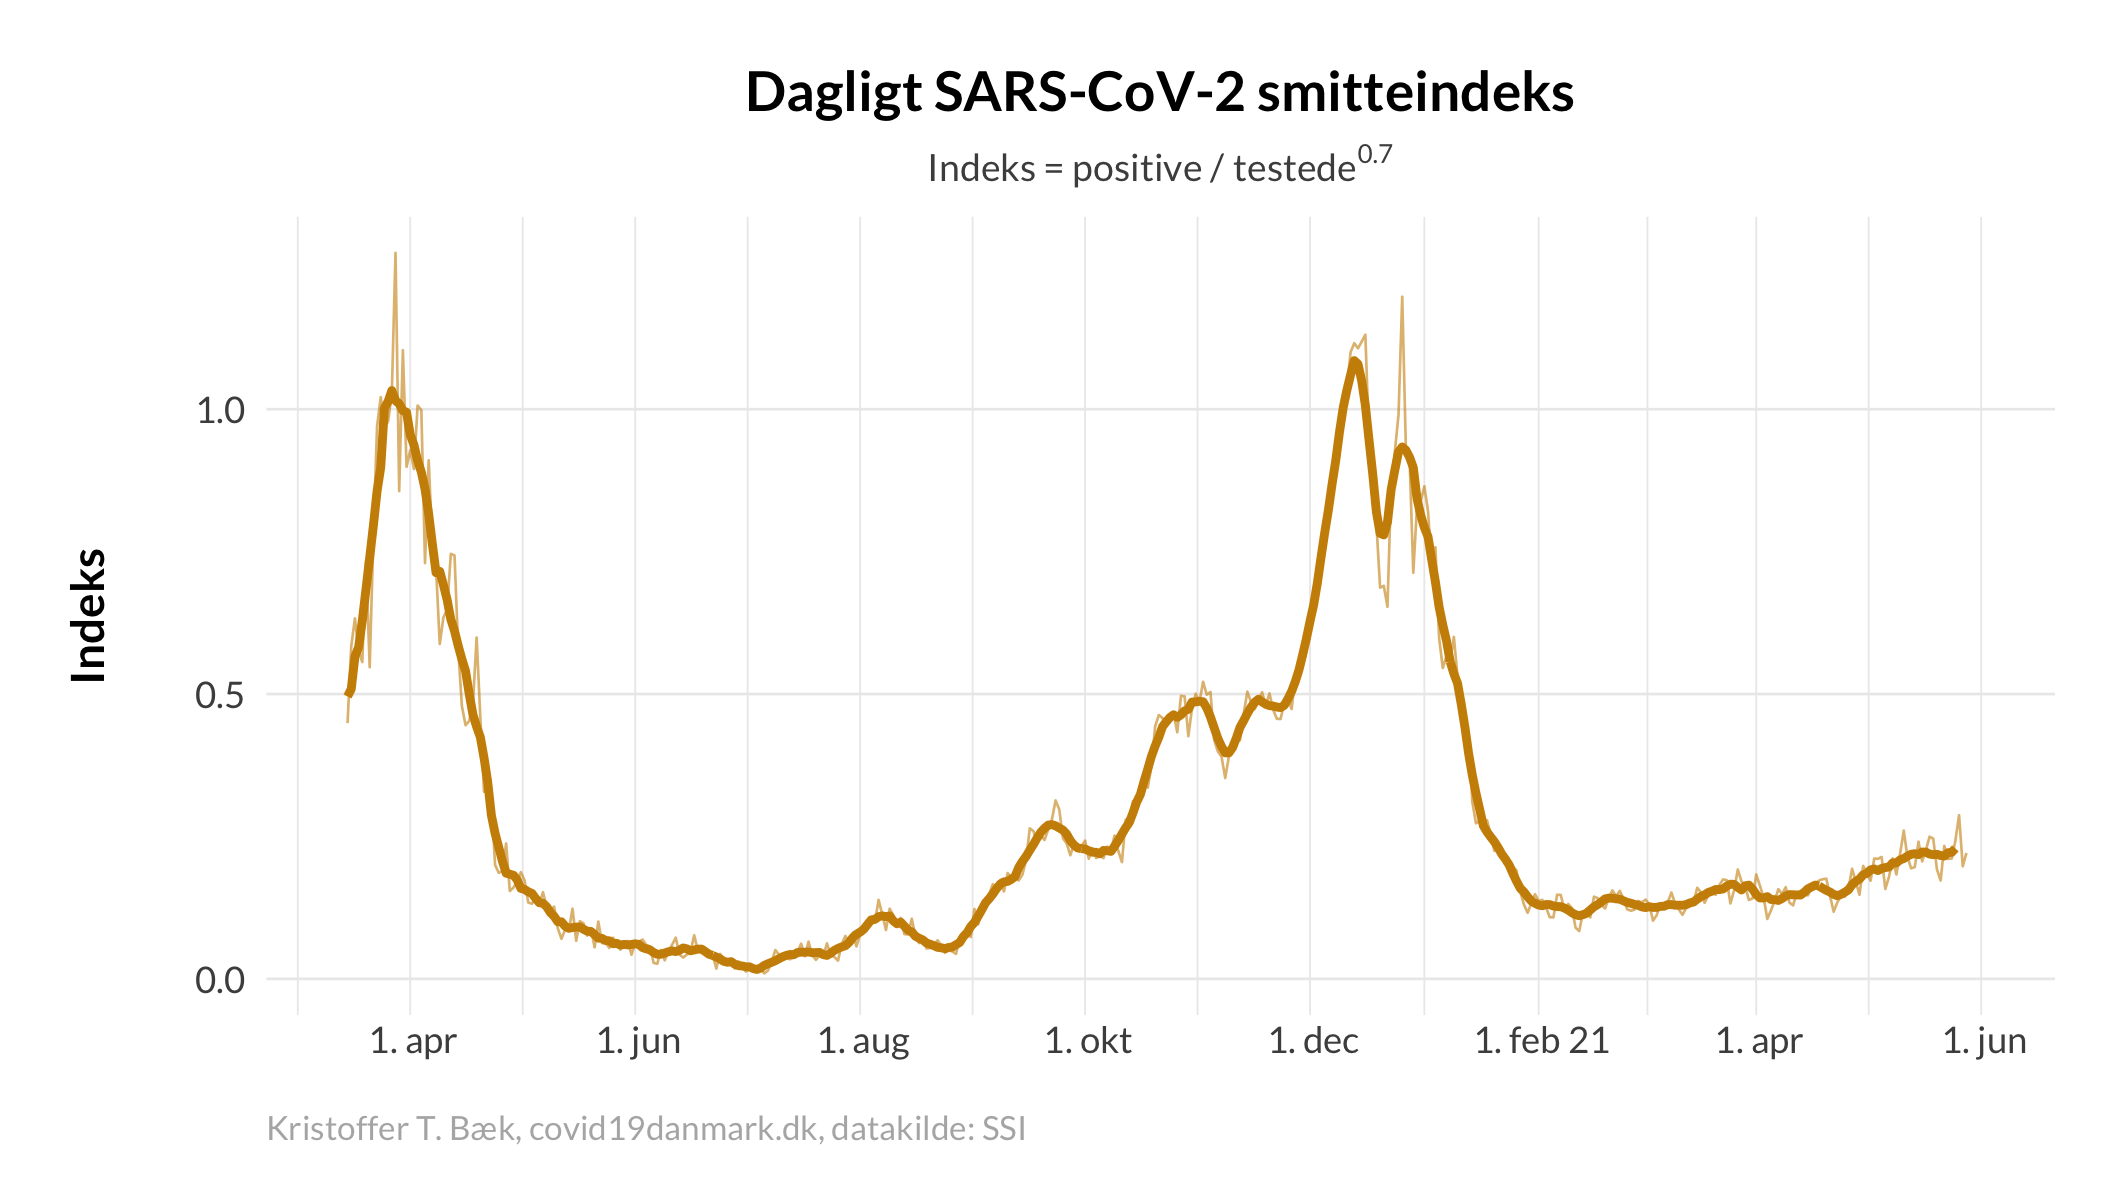 Dagligt SARS-CoV-2 smitteindeks
Indeks = positive / testede^0.7
Indeks
1.0
0.5
0.0
1. apr
1. jun
1. aug
1. okt
1. dec
1. feb 21
1. apr
1. jun
Kristoffer T. Bæk, covid19danmark.dk, datakilde: SSI